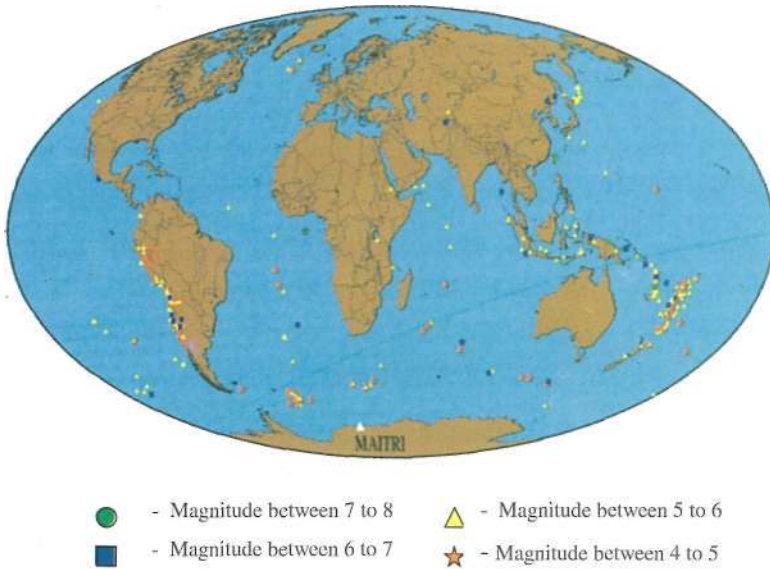 MAITRI
- Magnitude between 7 to 8
- Magnitude between 5 to 6
- Magnitude between 6 to 7
- Magnitude between 4 to 5